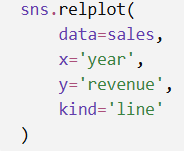 sns.relplot(
    data=sales,
    x='year',
    y='revenue',
    kind='line'
)